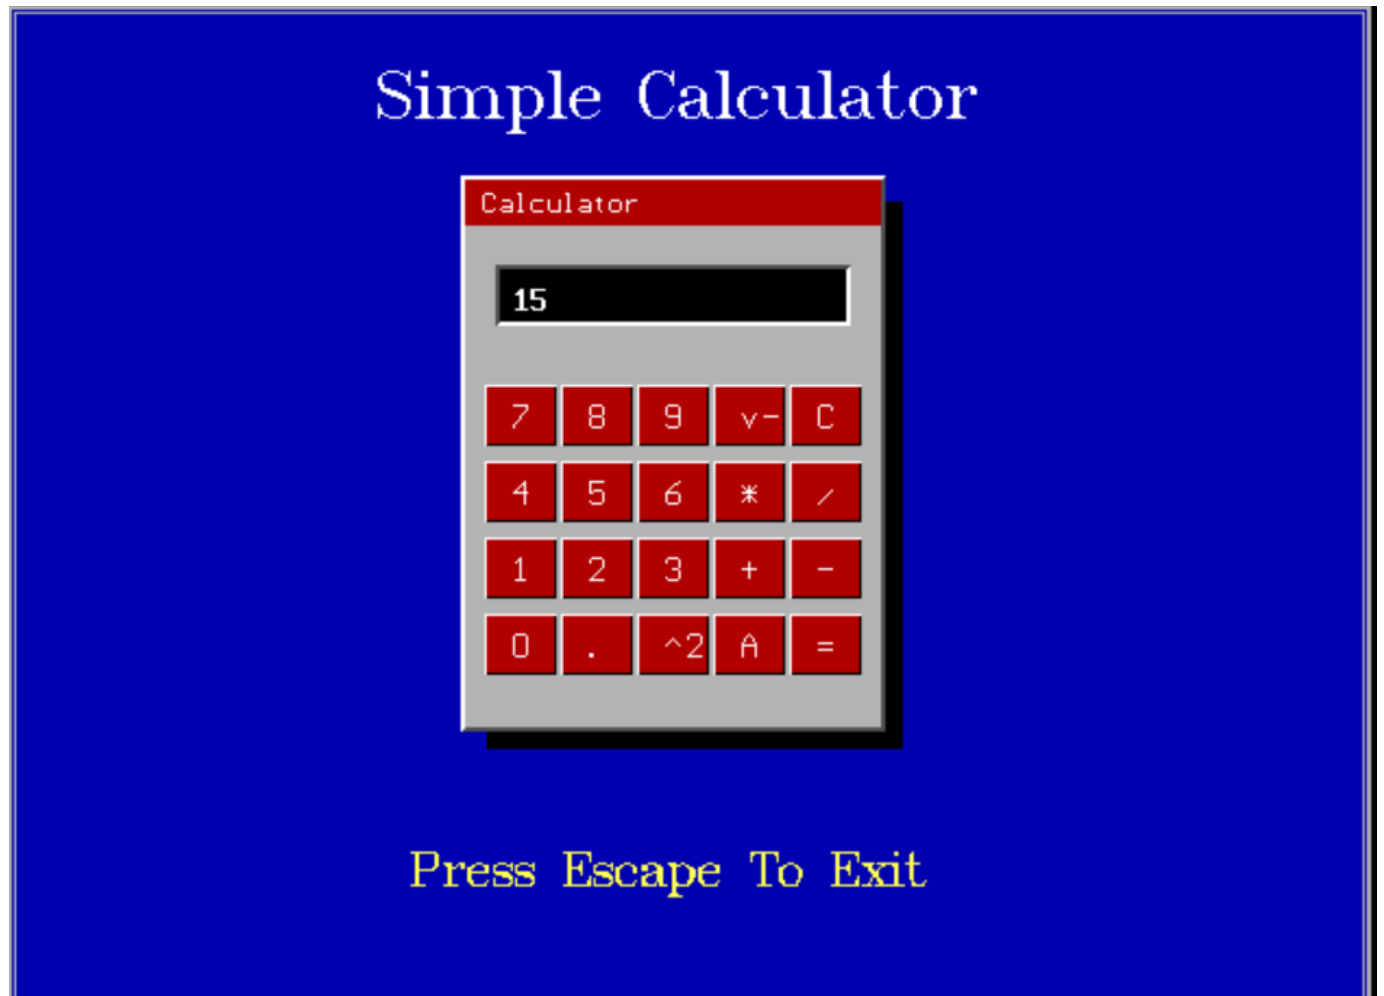 Simple Calculator
Calculator
15
7 8 9 v- C
4 5 6 * /
1 2 3 + -
0 . ^2 A =
Press Escape To Exit